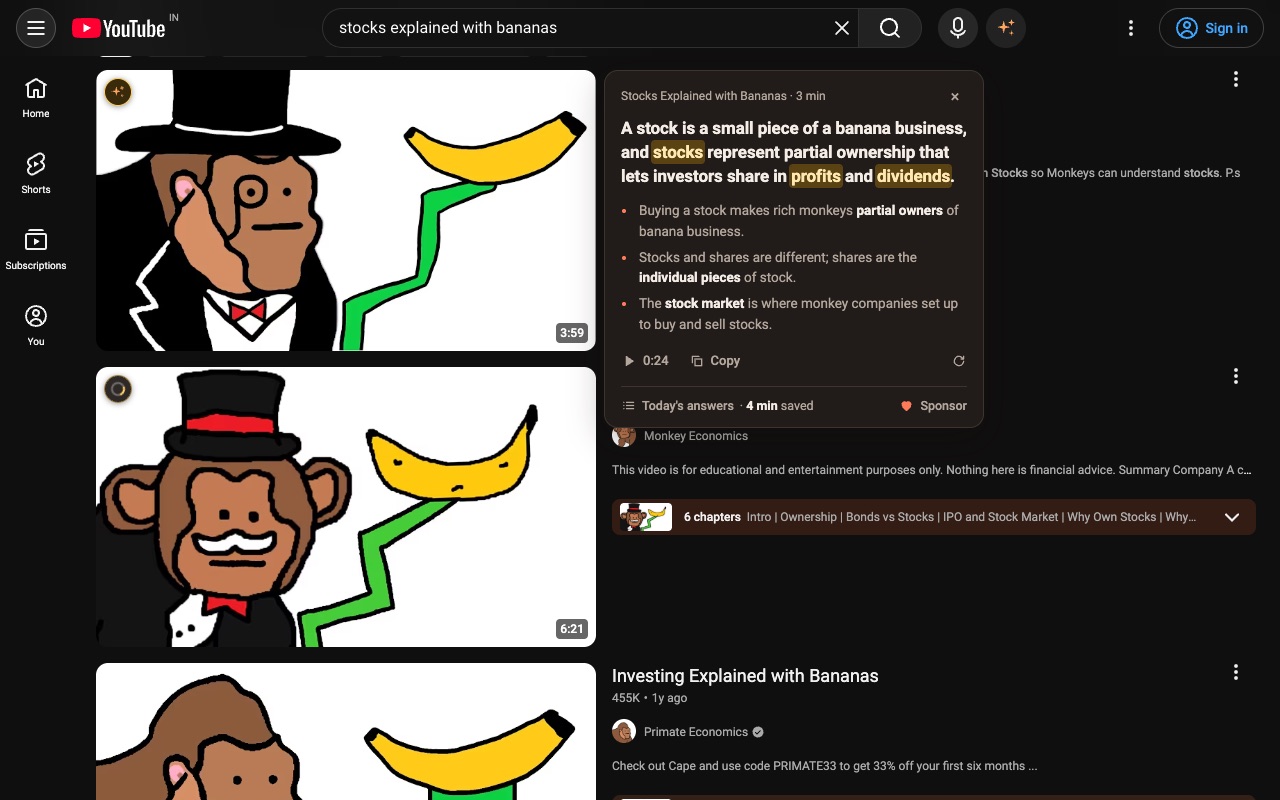 YouTube IN
stocks explained with bananas
Sign in
Home
Shorts
Subscriptions
You
3:59
Stocks Explained with Bananas · 3 min
A stock is a small piece of a banana business,
and stocks represent partial ownership that
lets investors share in profits and dividends.
• Buying a stock makes rich monkeys partial owners of
banana business.
• Stocks and shares are different; shares are the
individual pieces of stock.
• The stock market is where monkey companies set up
to buy and sell stocks.
0:24 Copy
Today's answers · 4 min saved Sponsor
Stocks so Monkeys can understand stocks. P.s
6:21
Monkey Economics
This video is for educational and entertainment purposes only. Nothing here is financial advice. Summary Company A c...
6 chapters Intro | Ownership | Bonds vs Stocks | IPO and Stock Market | Why Own Stocks | Why...
Investing Explained with Bananas
455K • 1y ago
Primate Economics
Check out Cape and use code PRIMATE33 to get 33% off your first six months ...